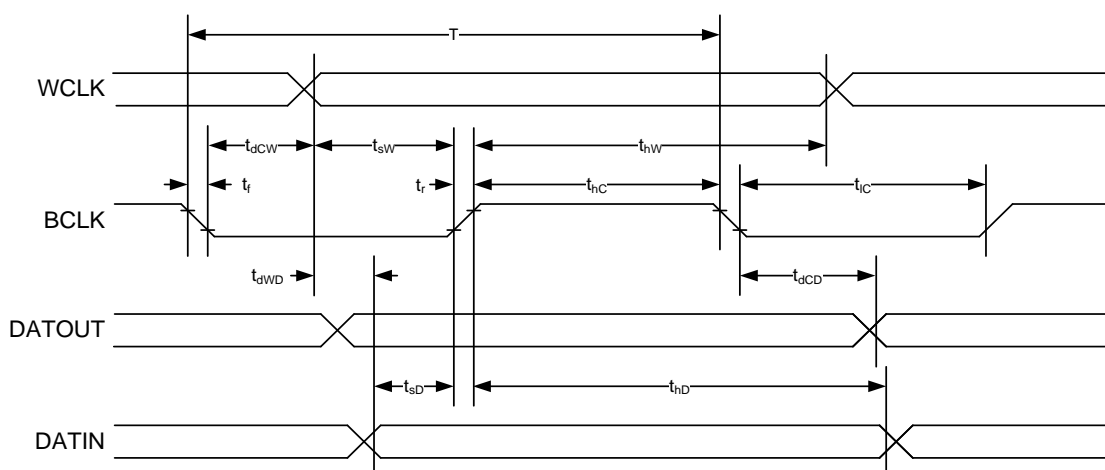 T
WCLK
tdCW
tsW
thW
tf
tr
thC
tlC
BCLK
tdWD
tdCD
DATOUT
tsD
thD
DATIN